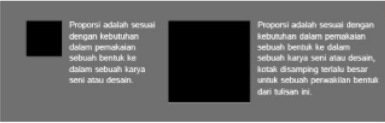 Proporsi adalah sesuai
dengan kebutuhan
dalam pemakaian
sebuah bentuk ke
dalam sebuah karya
seni atau desain.
Proporsi adalah sesuai dengan
kebutuhan dalam pemakaian
sebuah bentuk ke dalam
sebuah karya seni atau desain,
kotak disamping terlalu besar
untuk sebuah perwakilan bentuk
dari tulisan ini.